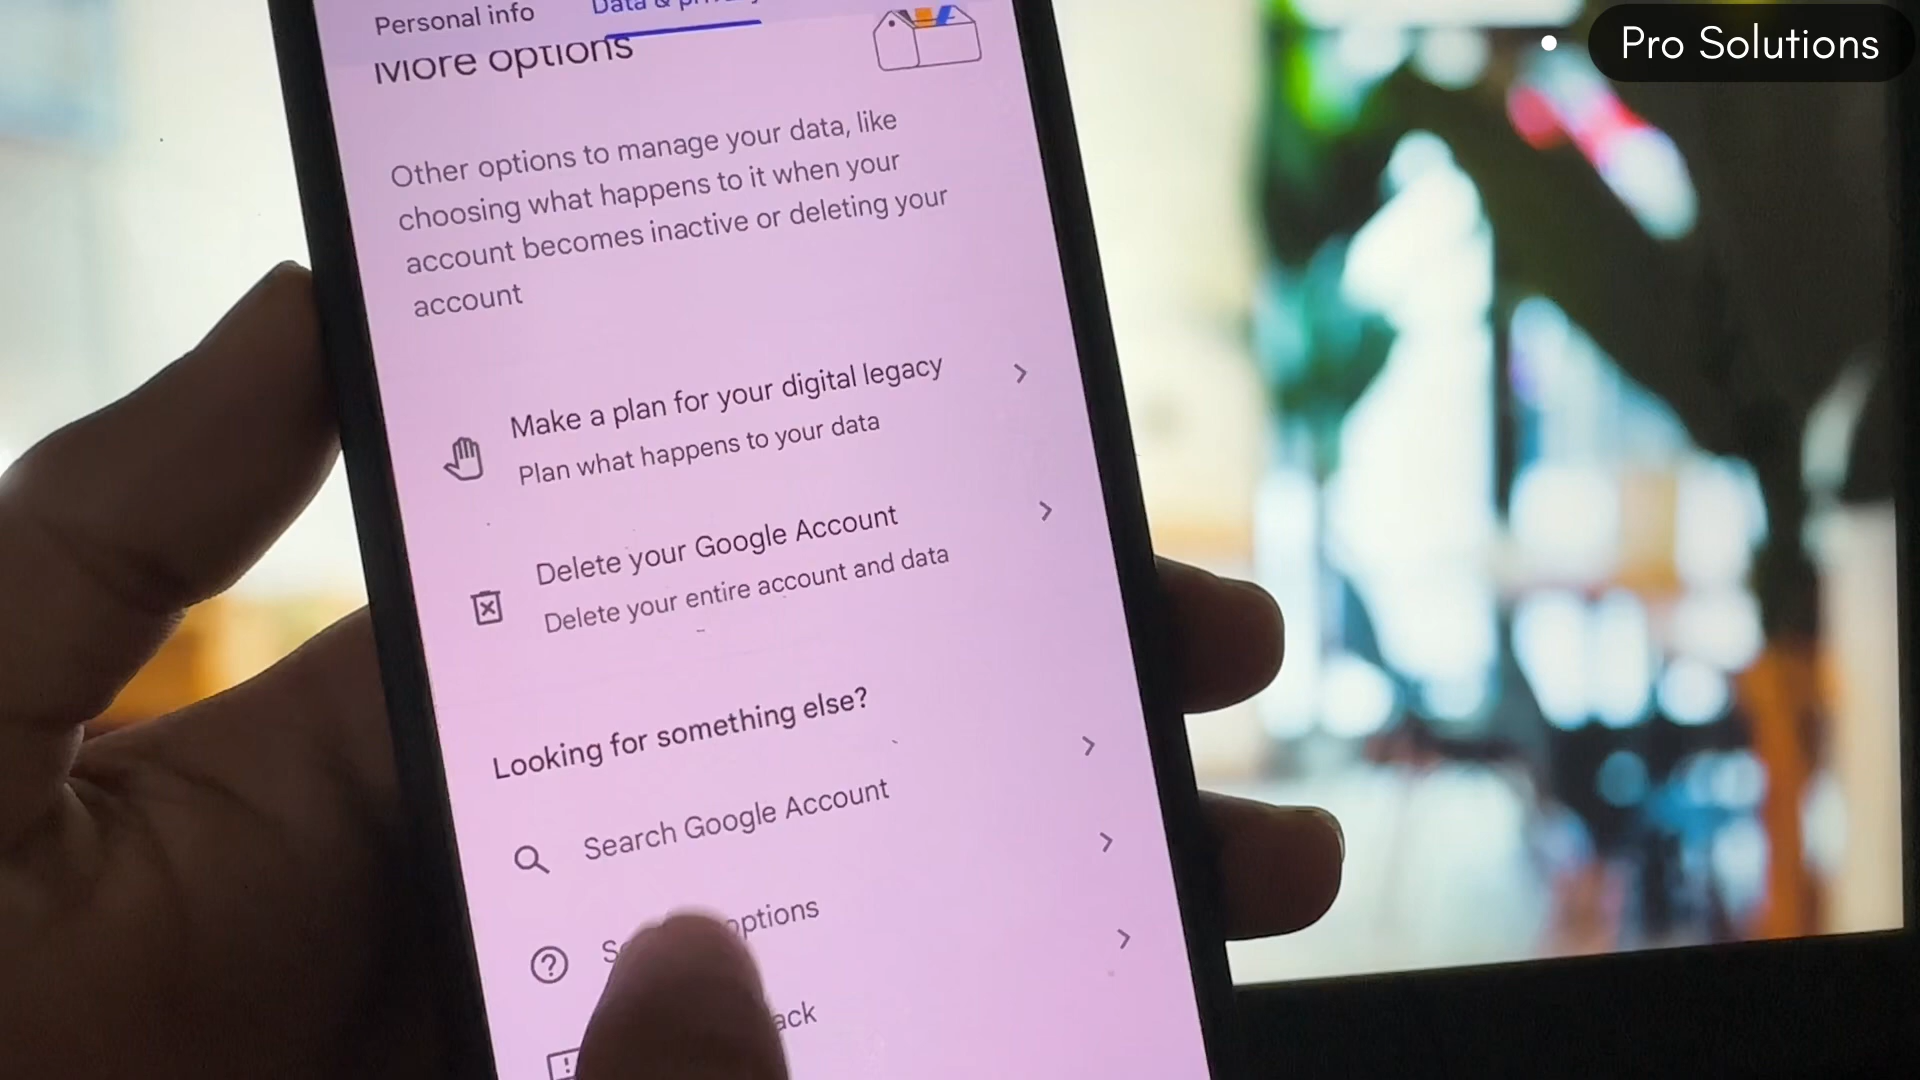 Pro Solutions
Personal info
Data &
More options
Other options to manage your data, like
choosing what happens to it when your
account becomes inactive or deleting your
account
Make a plan for your digital legacy
Plan what happens to your data
Delete your Google Account
Delete your entire account and data
Looking for something else?
Search Google Account
options